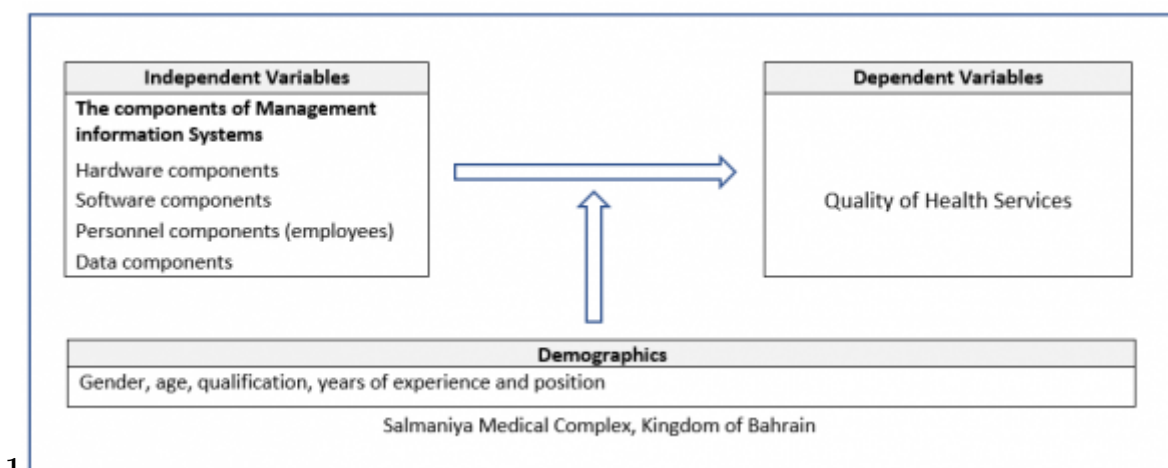 Independent Variables
The components of Management
information Systems
Hardware components
Software components
Personnel components (employees)
Data components
Dependent Variables
Quality of Health Services
Demographics
Gender, age, qualification, years of experience and position
Salmaniya Medical Complex, Kingdom of Bahrain
1